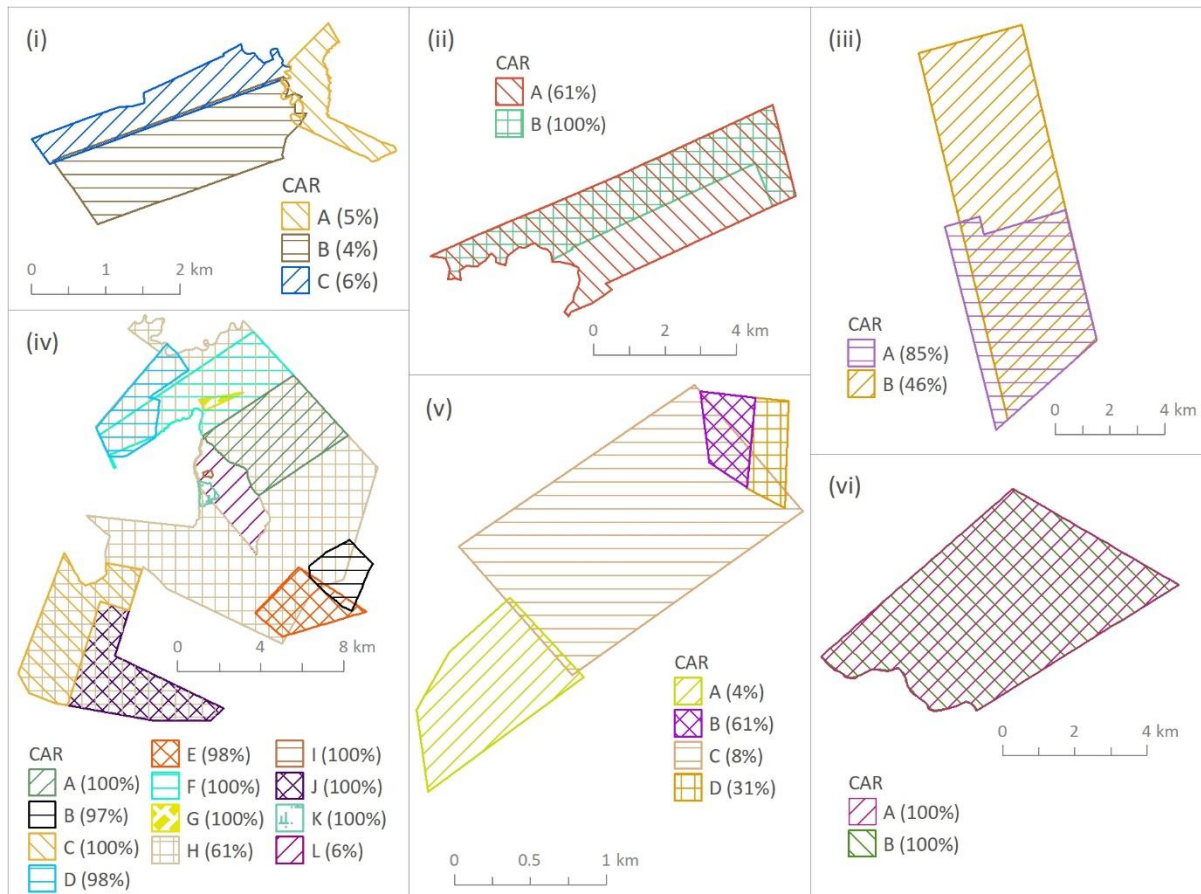 (i)
CAR
A (5%)
B (4%)
C (6%)
0 1 2 km
(ii)
CAR
A (61%)
B (100%)
0 2 4 km
(iii)
CAR
A (85%)
B (46%)
0 2 4 km
(iv)
0 4 8 km
CAR
A (100%)
B (97%)
C (100%)
D (98%)
E (98%)
F (100%)
G (100%)
H (61%)
I (100%)
J (100%)
K (100%)
L (6%)
(v)
CAR
A (4%)
B (61%)
C (8%)
D (31%)
0 0.5 1 km
(vi)
0 2 4 km
CAR
A (100%)
B (100%)